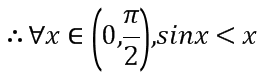 ∴ ∀x ∈ (0, π/2), sinx < x